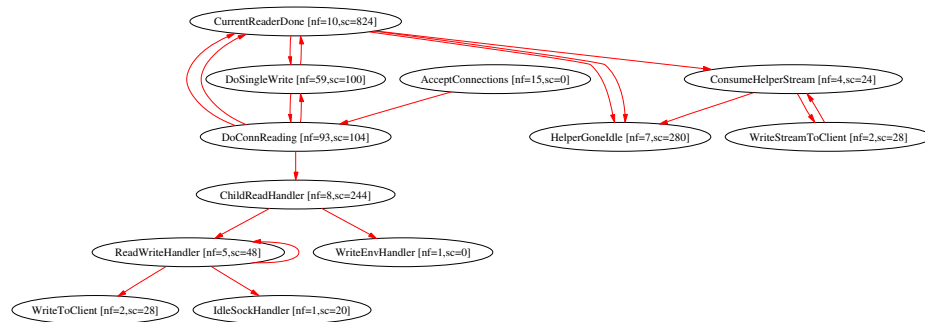 CurrentReaderDone [nf=10,sc=824]
DoSingleWrite [nf=59,sc=100]
AcceptConnections [nf=15,sc=0]
ConsumeHelperStream [nf=4,sc=24]
DoConnReading [nf=93,sc=104]
HelperGoneIdle [nf=7,sc=280]
WriteStreamToClient [nf=2,sc=28]
ChildReadHandler [nf=8,sc=244]
ReadWriteHandler [nf=5,sc=48]
WriteEnvHandler [nf=1,sc=0]
WriteToClient [nf=2,sc=28]
IdleSockHandler [nf=1,sc=20]